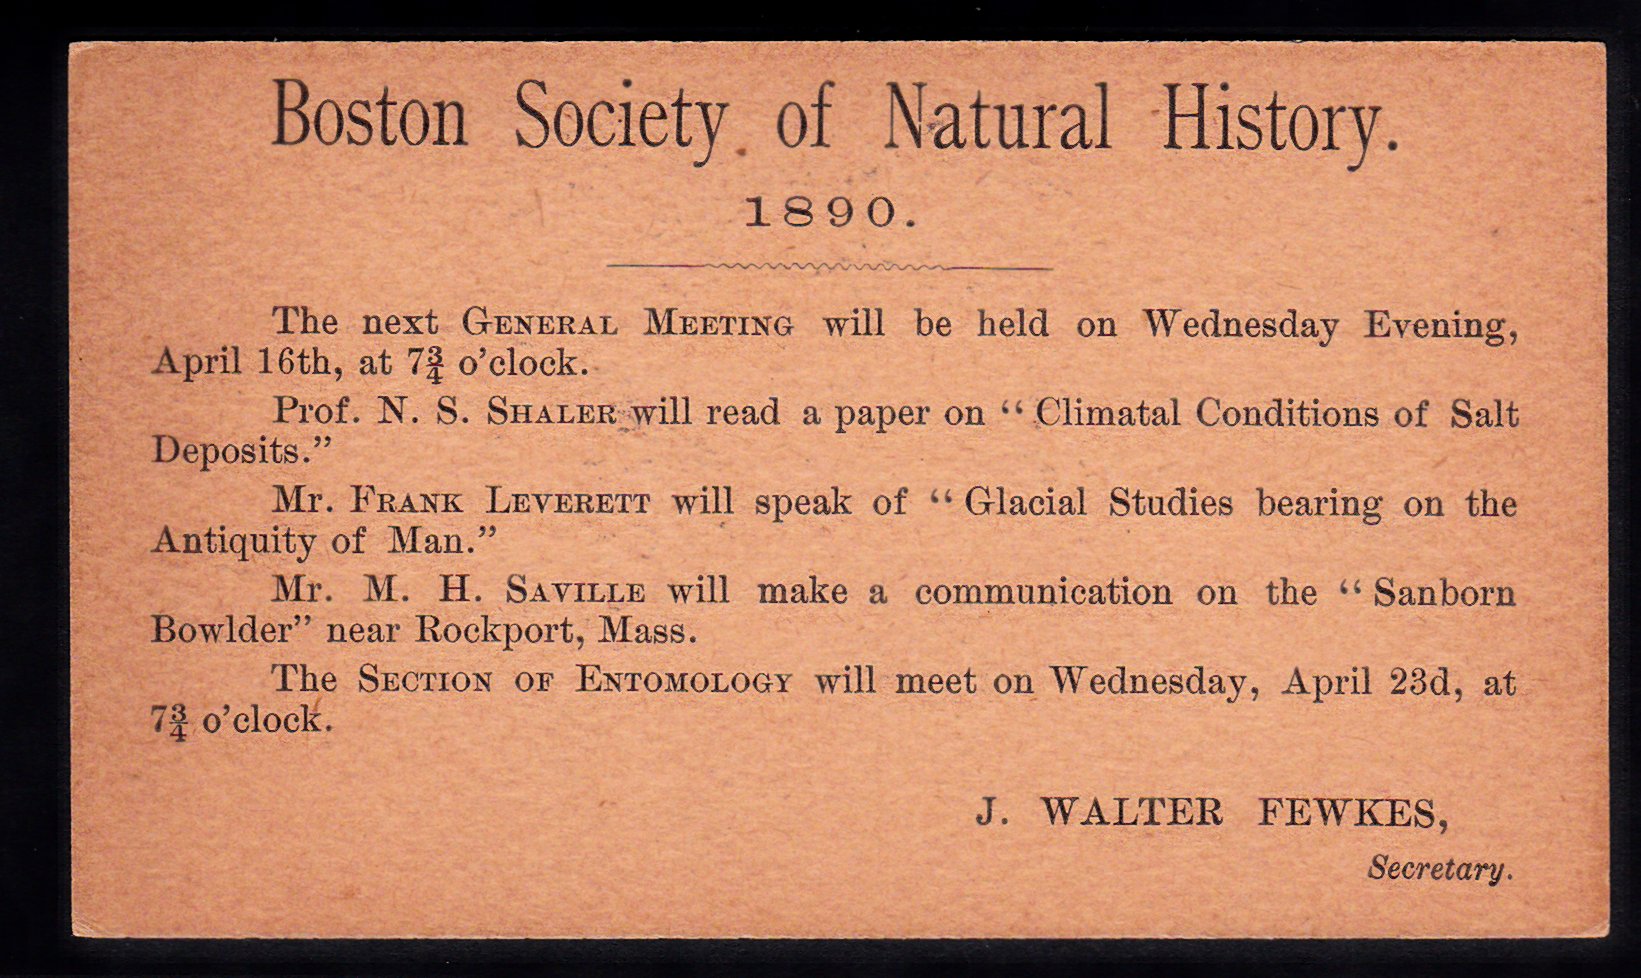 Boston Society of Natural History.
1890.
The next General Meeting will be held on Wednesday Evening,
April 16th, at 7¾ o'clock.
Prof. N. S. Shaler will read a paper on "Climatal Conditions of Salt
Deposits."
Mr. Frank Leverett will speak of "Glacial Studies bearing on the
Antiquity of Man."
Mr. M. H. Saville will make a communication on the "Sanborn
Bowlder" near Rockport, Mass.
The Section of Entomology will meet on Wednesday, April 23d, at
7¾ o'clock.
J. WALTER FEWKES,
Secretary.